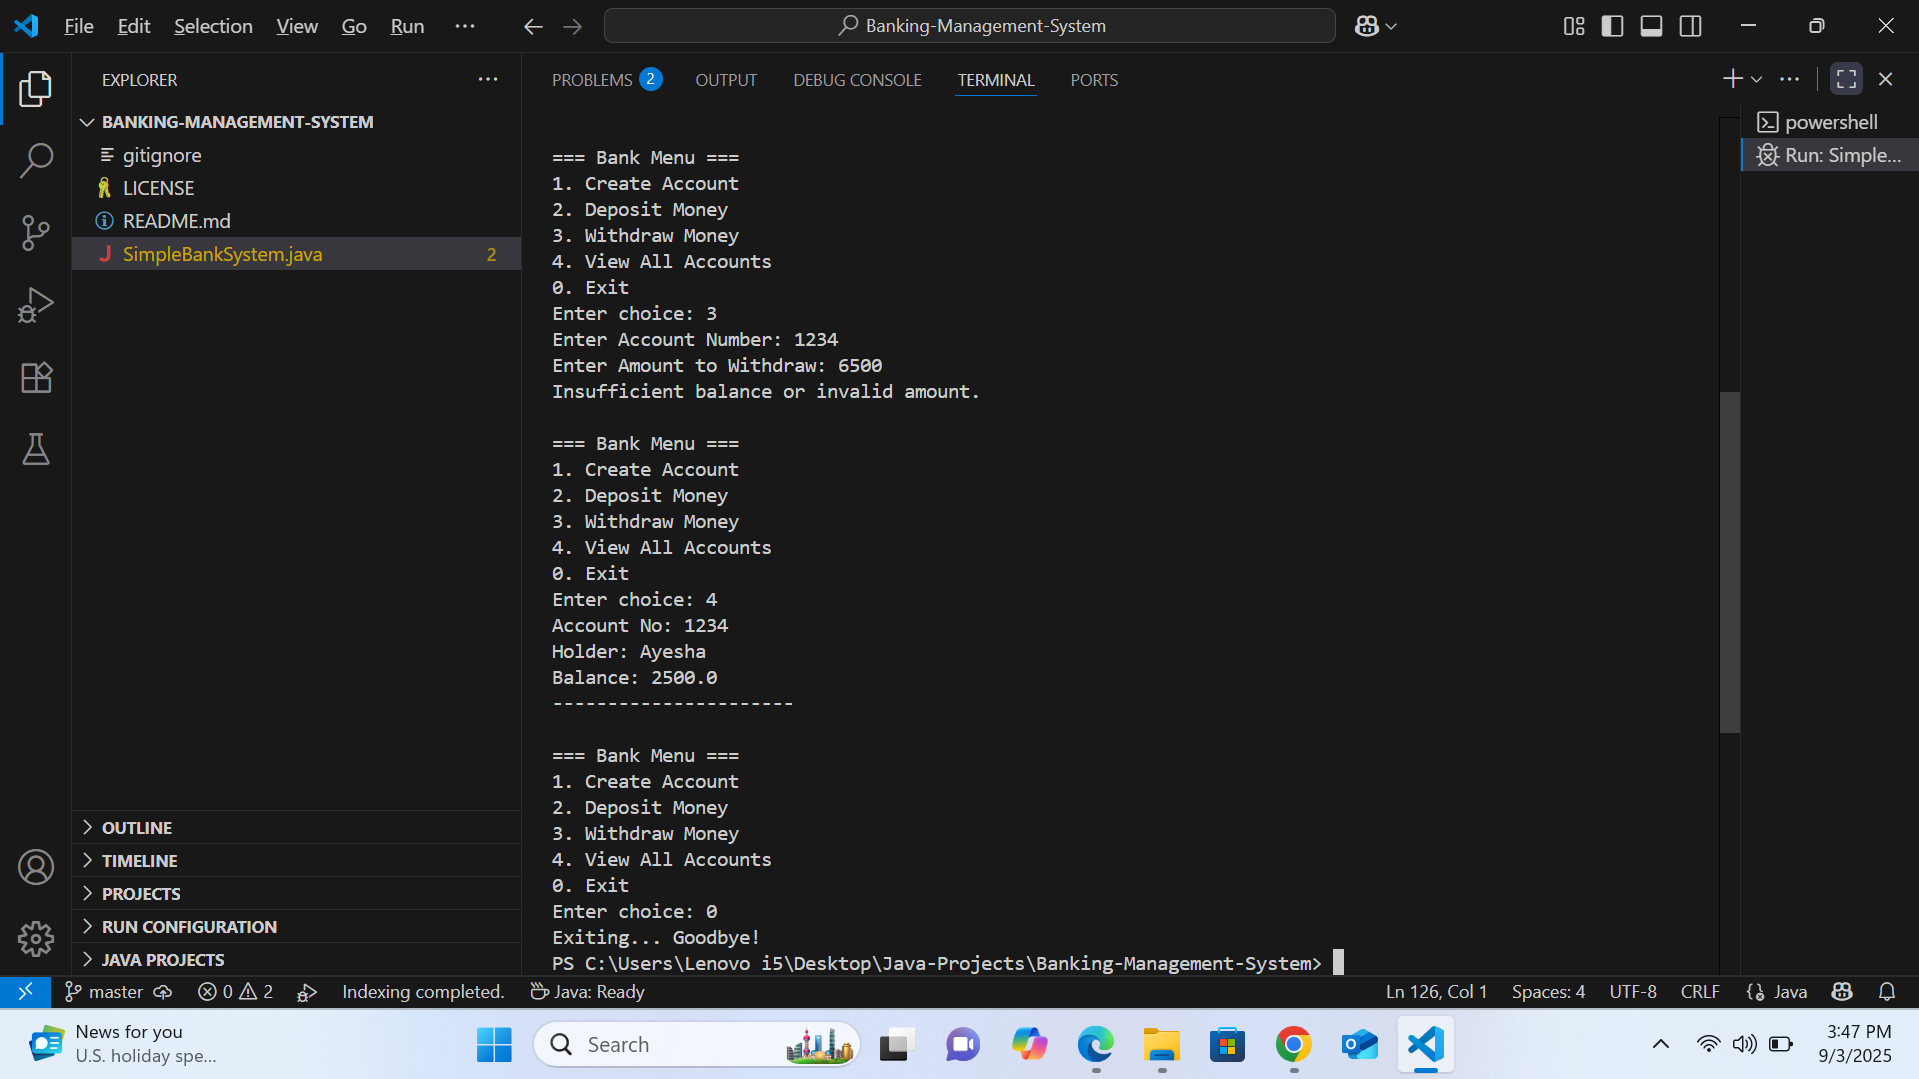 File Edit Selection View Go Run ··· Banking-Management-System
EXPLORER ···
BANKING-MANAGEMENT-SYSTEM
gitignore
LICENSE
README.md
SimpleBankSystem.java 2
OUTLINE
TIMELINE
PROJECTS
RUN CONFIGURATION
JAVA PROJECTS
PROBLEMS 2 OUTPUT DEBUG CONSOLE TERMINAL PORTS
=== Bank Menu ===
1. Create Account
2. Deposit Money
3. Withdraw Money
4. View All Accounts
0. Exit
Enter choice: 3
Enter Account Number: 1234
Enter Amount to Withdraw: 6500
Insufficient balance or invalid amount.
=== Bank Menu ===
1. Create Account
2. Deposit Money
3. Withdraw Money
4. View All Accounts
0. Exit
Enter choice: 4
Account No: 1234
Holder: Ayesha
Balance: 2500.0
----------------------
=== Bank Menu ===
1. Create Account
2. Deposit Money
3. Withdraw Money
4. View All Accounts
0. Exit
Enter choice: 0
Exiting... Goodbye!
PS C:\Users\Lenovo i5\Desktop\Java-Projects\Banking-Management-System>
powershell
Run: Simple...
master 0 2 Indexing completed. Java: Ready Ln 126, Col 1 Spaces: 4 UTF-8 CRLF {} Java
News for you
U.S. holiday spe...
Search
3:47 PM
9/3/2025